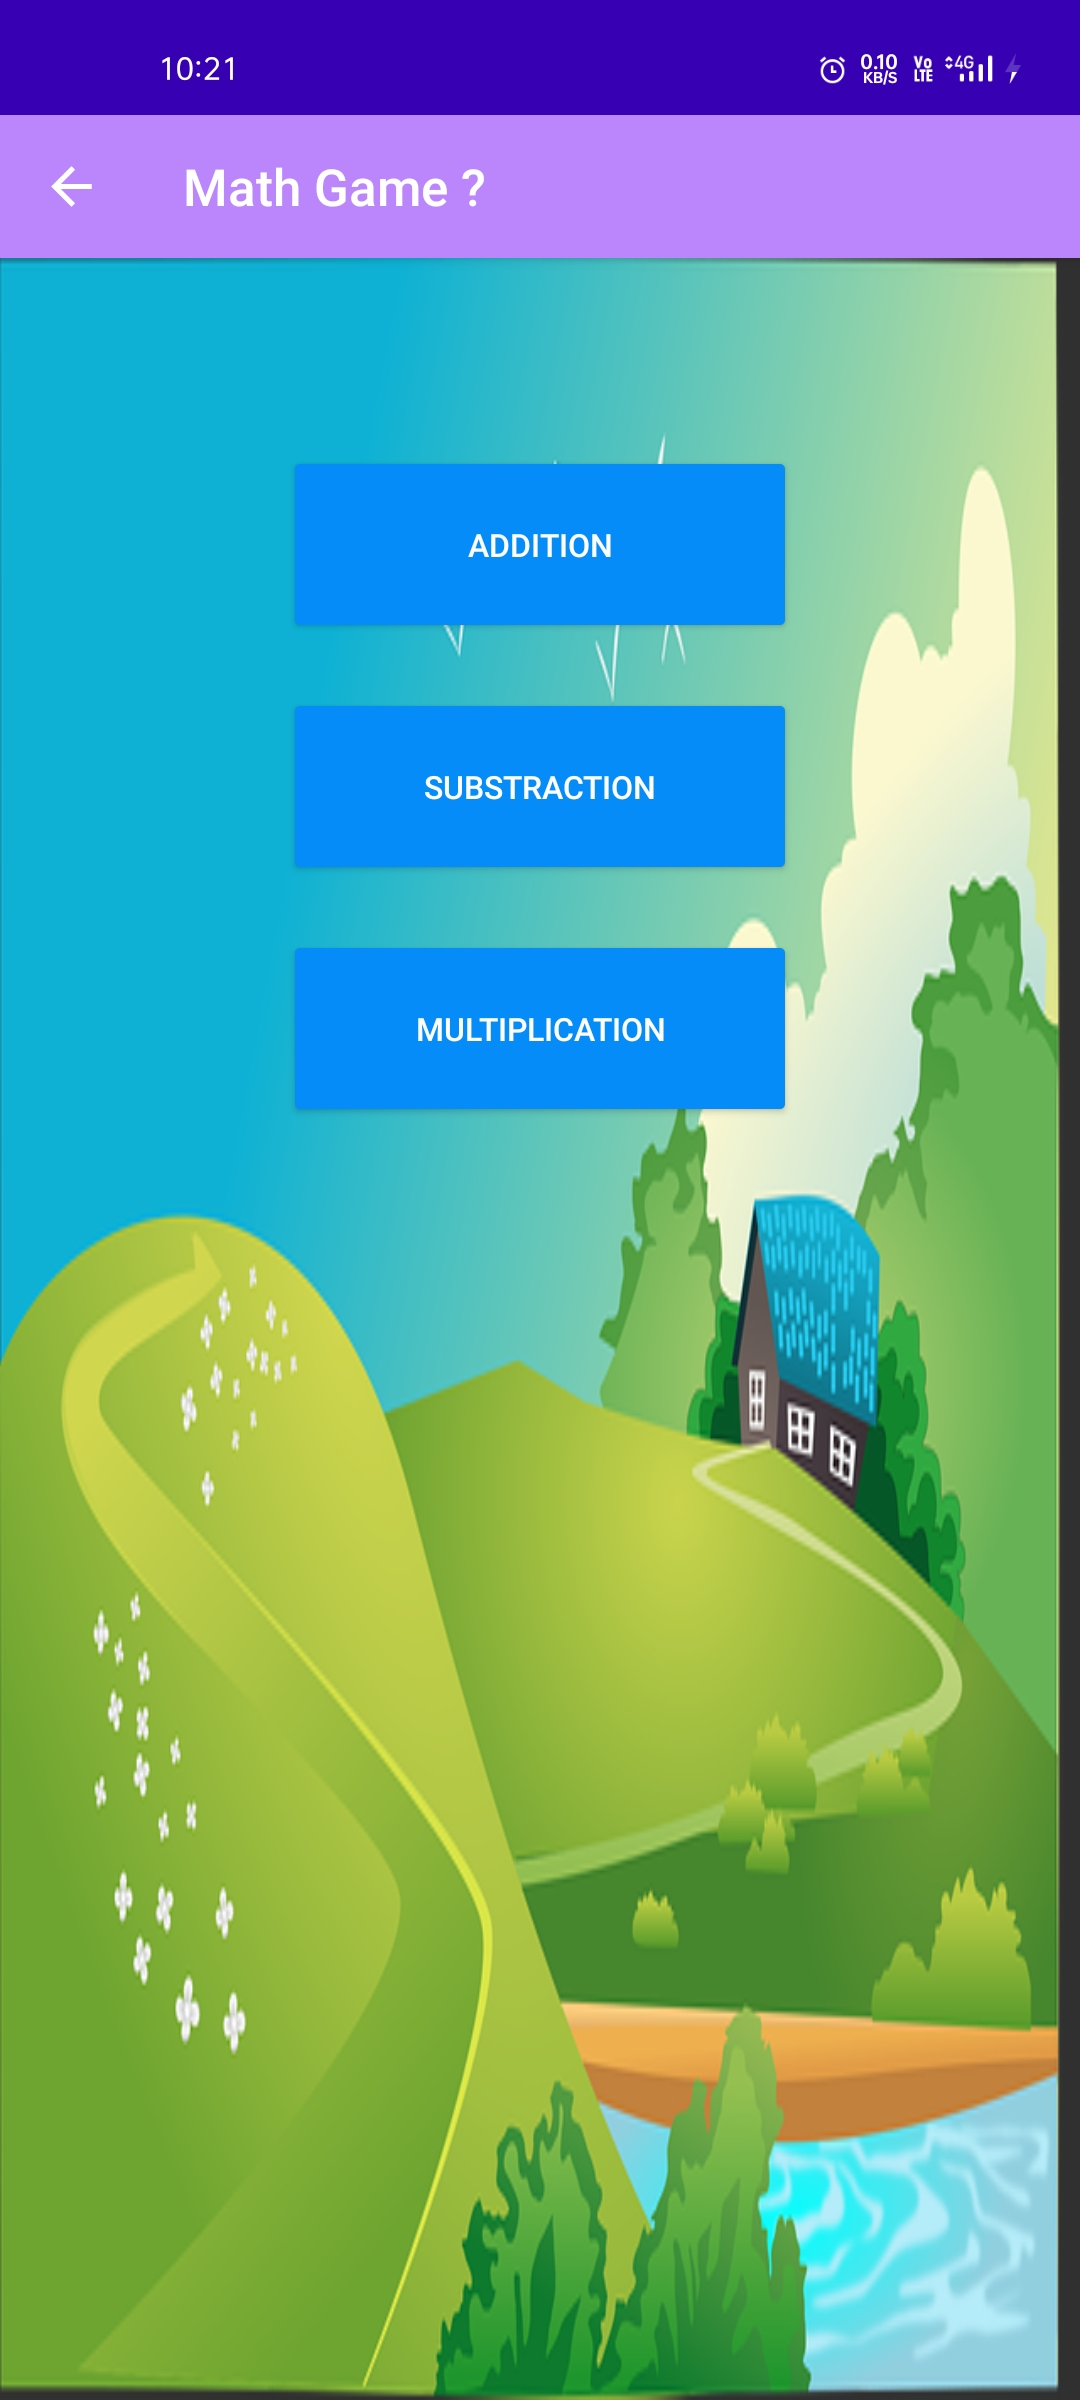 10:21
0.10
KB/S
Vo
LTE
4G
Math Game ?
ADDITION
SUBSTRACTION
MULTIPLICATION